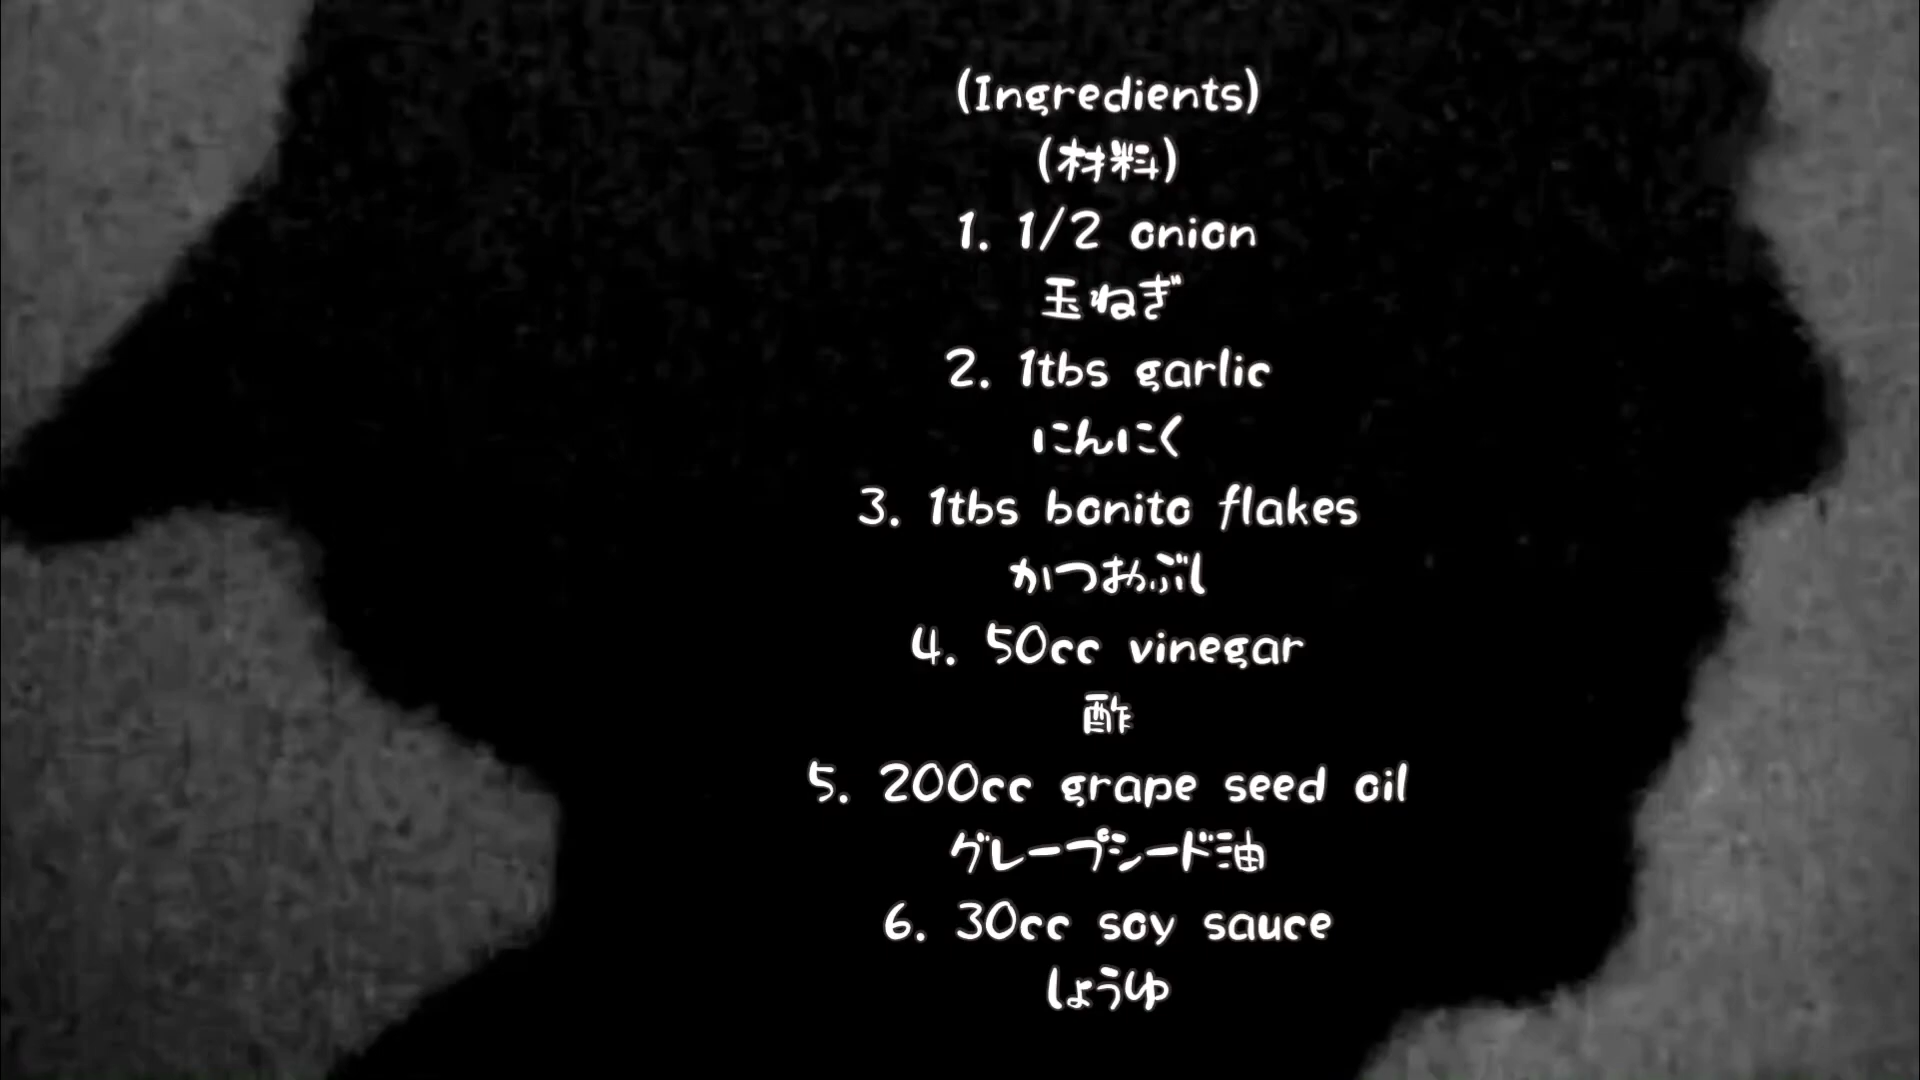 (Ingredients)
(材料)
1. 1/2 onion
玉ねぎ
2. 1tbs garlic
にんにく
3. 1tbs bonito flakes
かつおぶし
4. 50cc vinegar
酢
5. 200cc grape seed oil
グレープシード油
6. 30cc soy sauce
しょうゆ